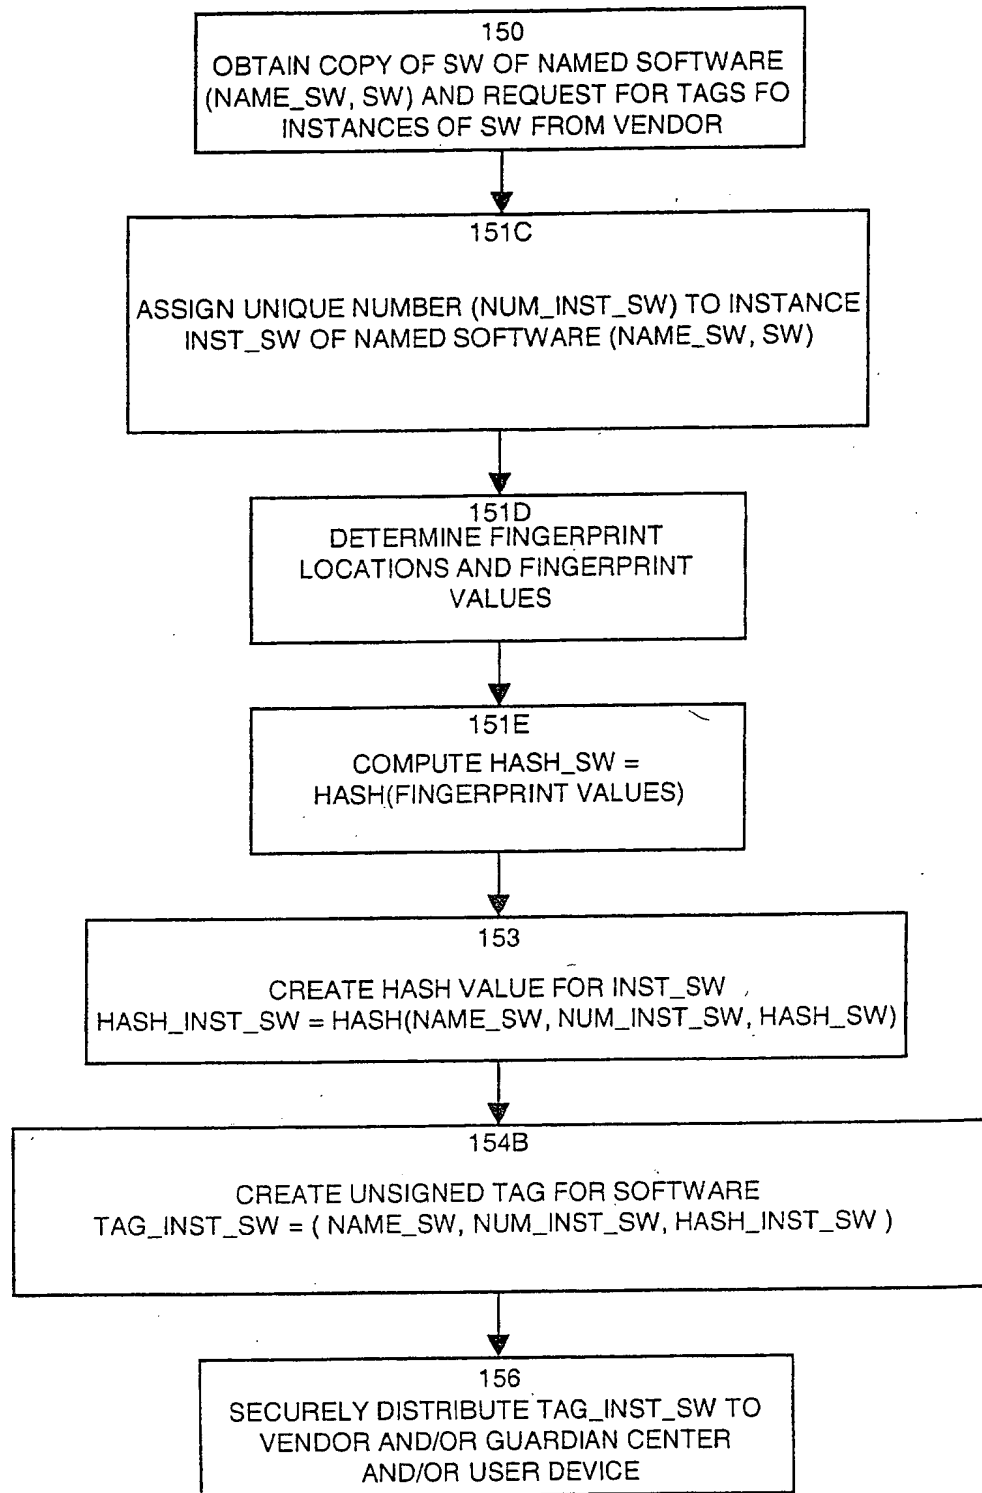 150
OBTAIN COPY OF SW OF NAMED SOFTWARE
(NAME_SW, SW) AND REQUEST FOR TAGS FO
INSTANCES OF SW FROM VENDOR
151C
ASSIGN UNIQUE NUMBER (NUM_INST_SW) TO INSTANCE
INST_SW OF NAMED SOFTWARE (NAME_SW, SW)
151D
DETERMINE FINGERPRINT
LOCATIONS AND FINGERPRINT
VALUES
151E
COMPUTE HASH_SW =
HASH(FINGERPRINT VALUES)
153
CREATE HASH VALUE FOR INST_SW
HASH_INST_SW = HASH(NAME_SW, NUM_INST_SW, HASH_SW)
154B
CREATE UNSIGNED TAG FOR SOFTWARE
TAG_INST_SW = ( NAME_SW, NUM_INST_SW, HASH_INST_SW )
156
SECURELY DISTRIBUTE TAG_INST_SW TO
VENDOR AND/OR GUARDIAN CENTER
AND/OR USER DEVICE